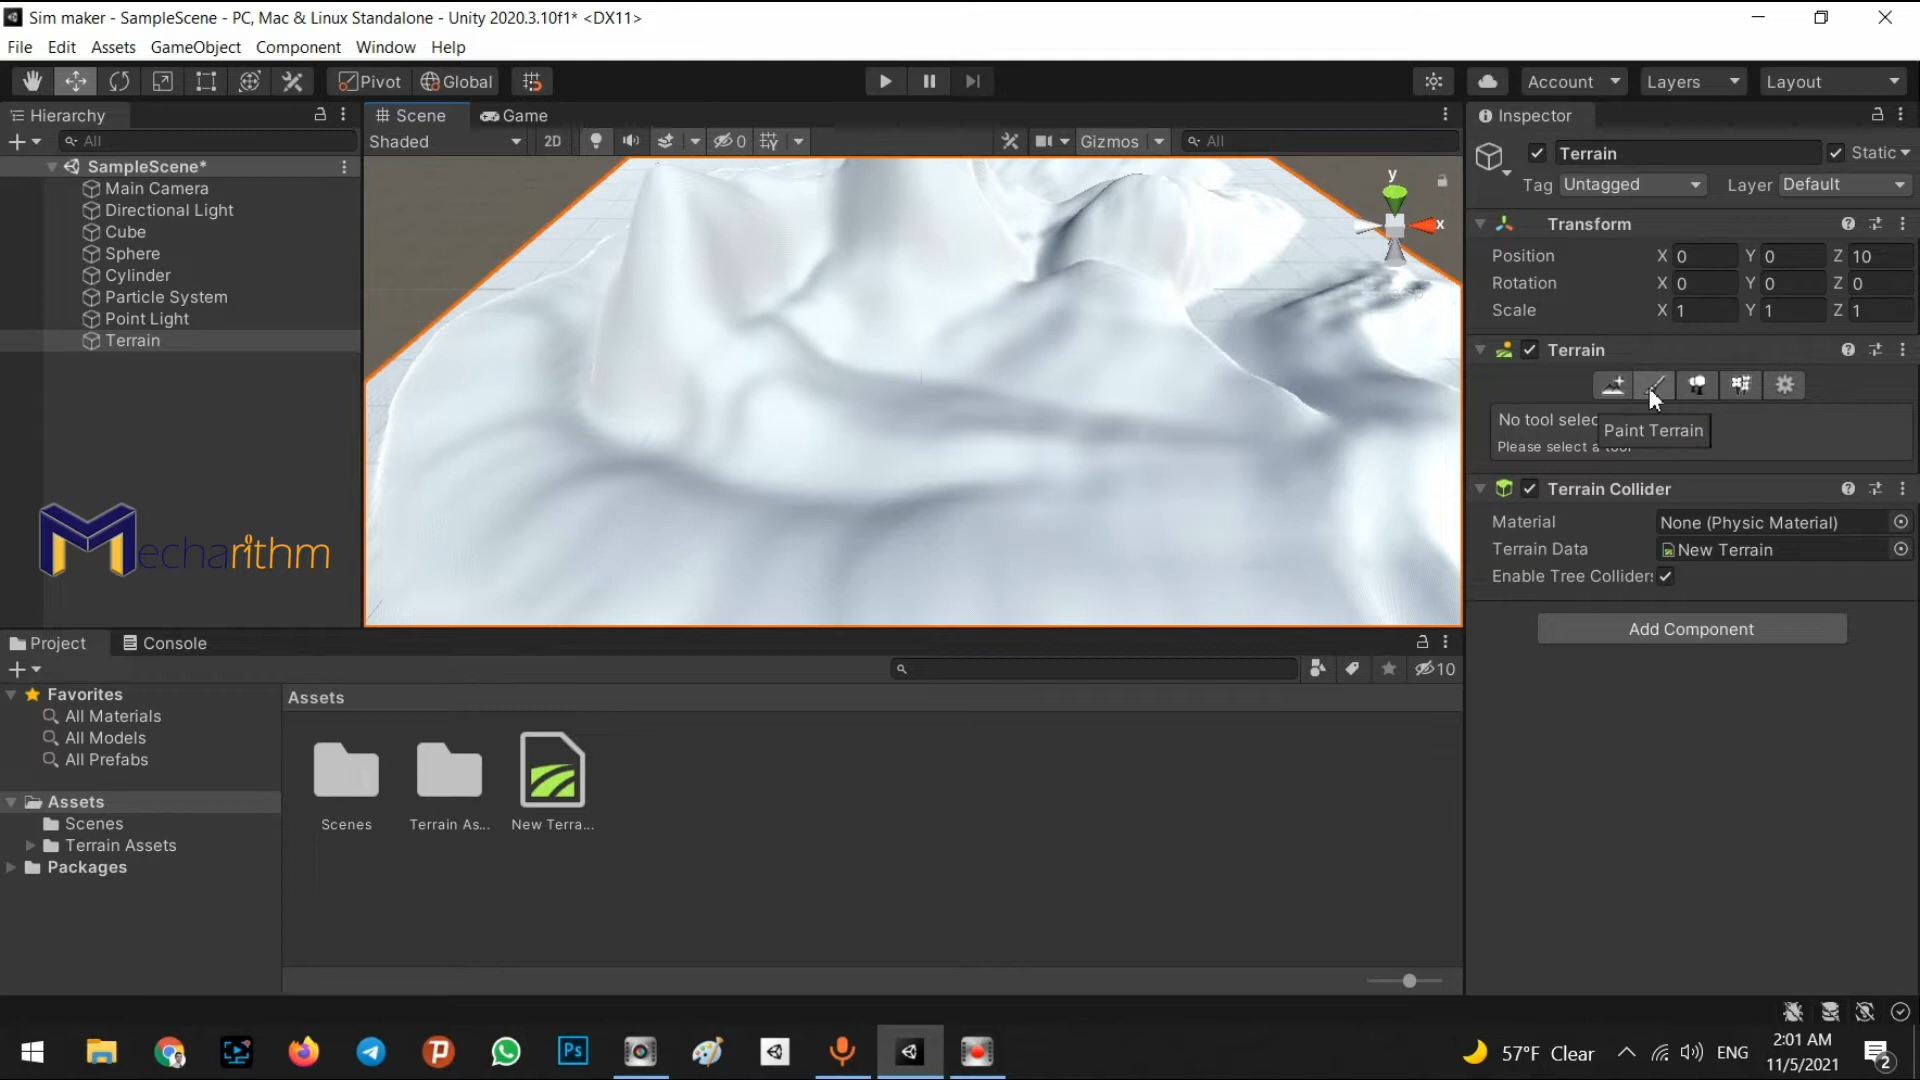 Sim maker - SampleScene - PC, Mac & Linux Standalone - Unity 2020.3.10f1* <DX11>
File Edit Assets GameObject Component Window Help
Pivot Global Account Layers Layout
Hierarchy
All
SampleScene*
Main Camera
Directional Light
Cube
Sphere
Cylinder
Particle System
Point Light
Terrain
Mecharithm
Scene Game
Shaded 2D 0 Gizmos All
y
x
Inspector
Terrain Static
Tag Untagged Layer Default
Transform
Position X 0 Y 0 Z 10
Rotation X 0 Y 0 Z 0
Scale X 1 Y 1 Z 1
Terrain
No tool selec
Paint Terrain
Please select a
Terrain Collider
Material None (Physic Material)
Terrain Data New Terrain
Enable Tree Colliders
Add Component
Project Console
10
Favorites
All Materials
All Models
All Prefabs
Assets
Scenes
Terrain Assets
Packages
Assets
Scenes Terrain As... New Terra...
Ps
57°F Clear ENG
2:01 AM
11/5/2021
2